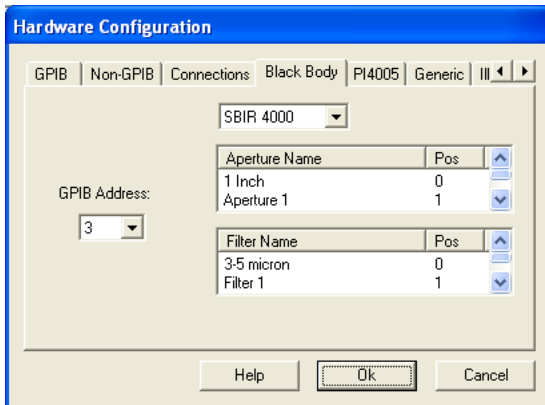 Hardware Configuration
GPIB Non-GPIB Connections Black Body PI4005 Generic
SBIR 4000
Aperture Name Pos
1 Inch 0
Aperture 1 1
GPIB Address:
3
Filter Name Pos
3-5 micron 0
Filter 1 1
Help Ok Cancel